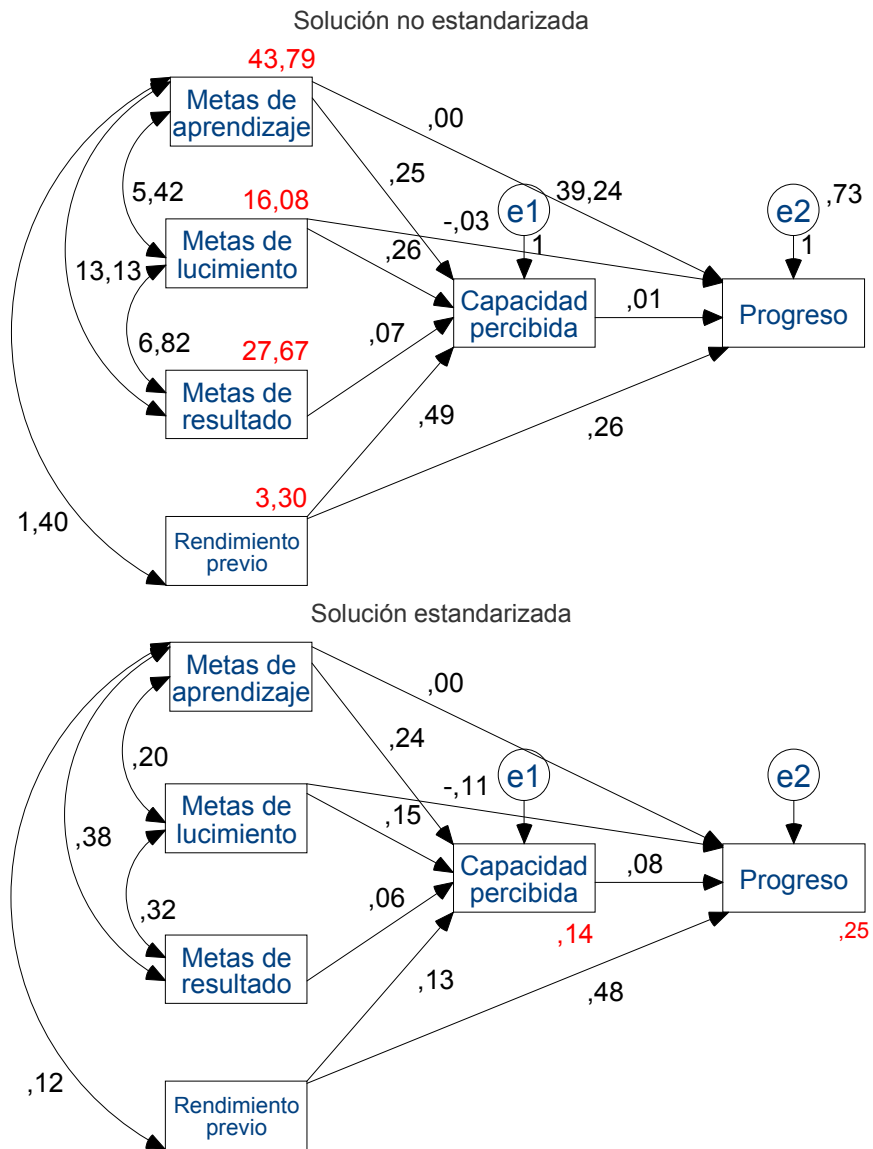 Solución no estandarizada
43,79
Metas de
aprendizaje
,00
,25
5,42
16,08
-,03
39,24
e1
e2
,73
Metas de
lucimiento
,26
1
1
13,13
Capacidad
percibida
,01
Progreso
6,82
27,67
,07
Metas de
resultado
,49
,26
3,30
1,40
Rendimiento
previo
Solución estandarizada
Metas de
aprendizaje
,00
,24
,20
-,11
e1
e2
Metas de
lucimiento
,15
,38
Capacidad
percibida
,08
Progreso
,32
,06
,14
,25
Metas de
resultado
,13
,48
,12
Rendimiento
previo